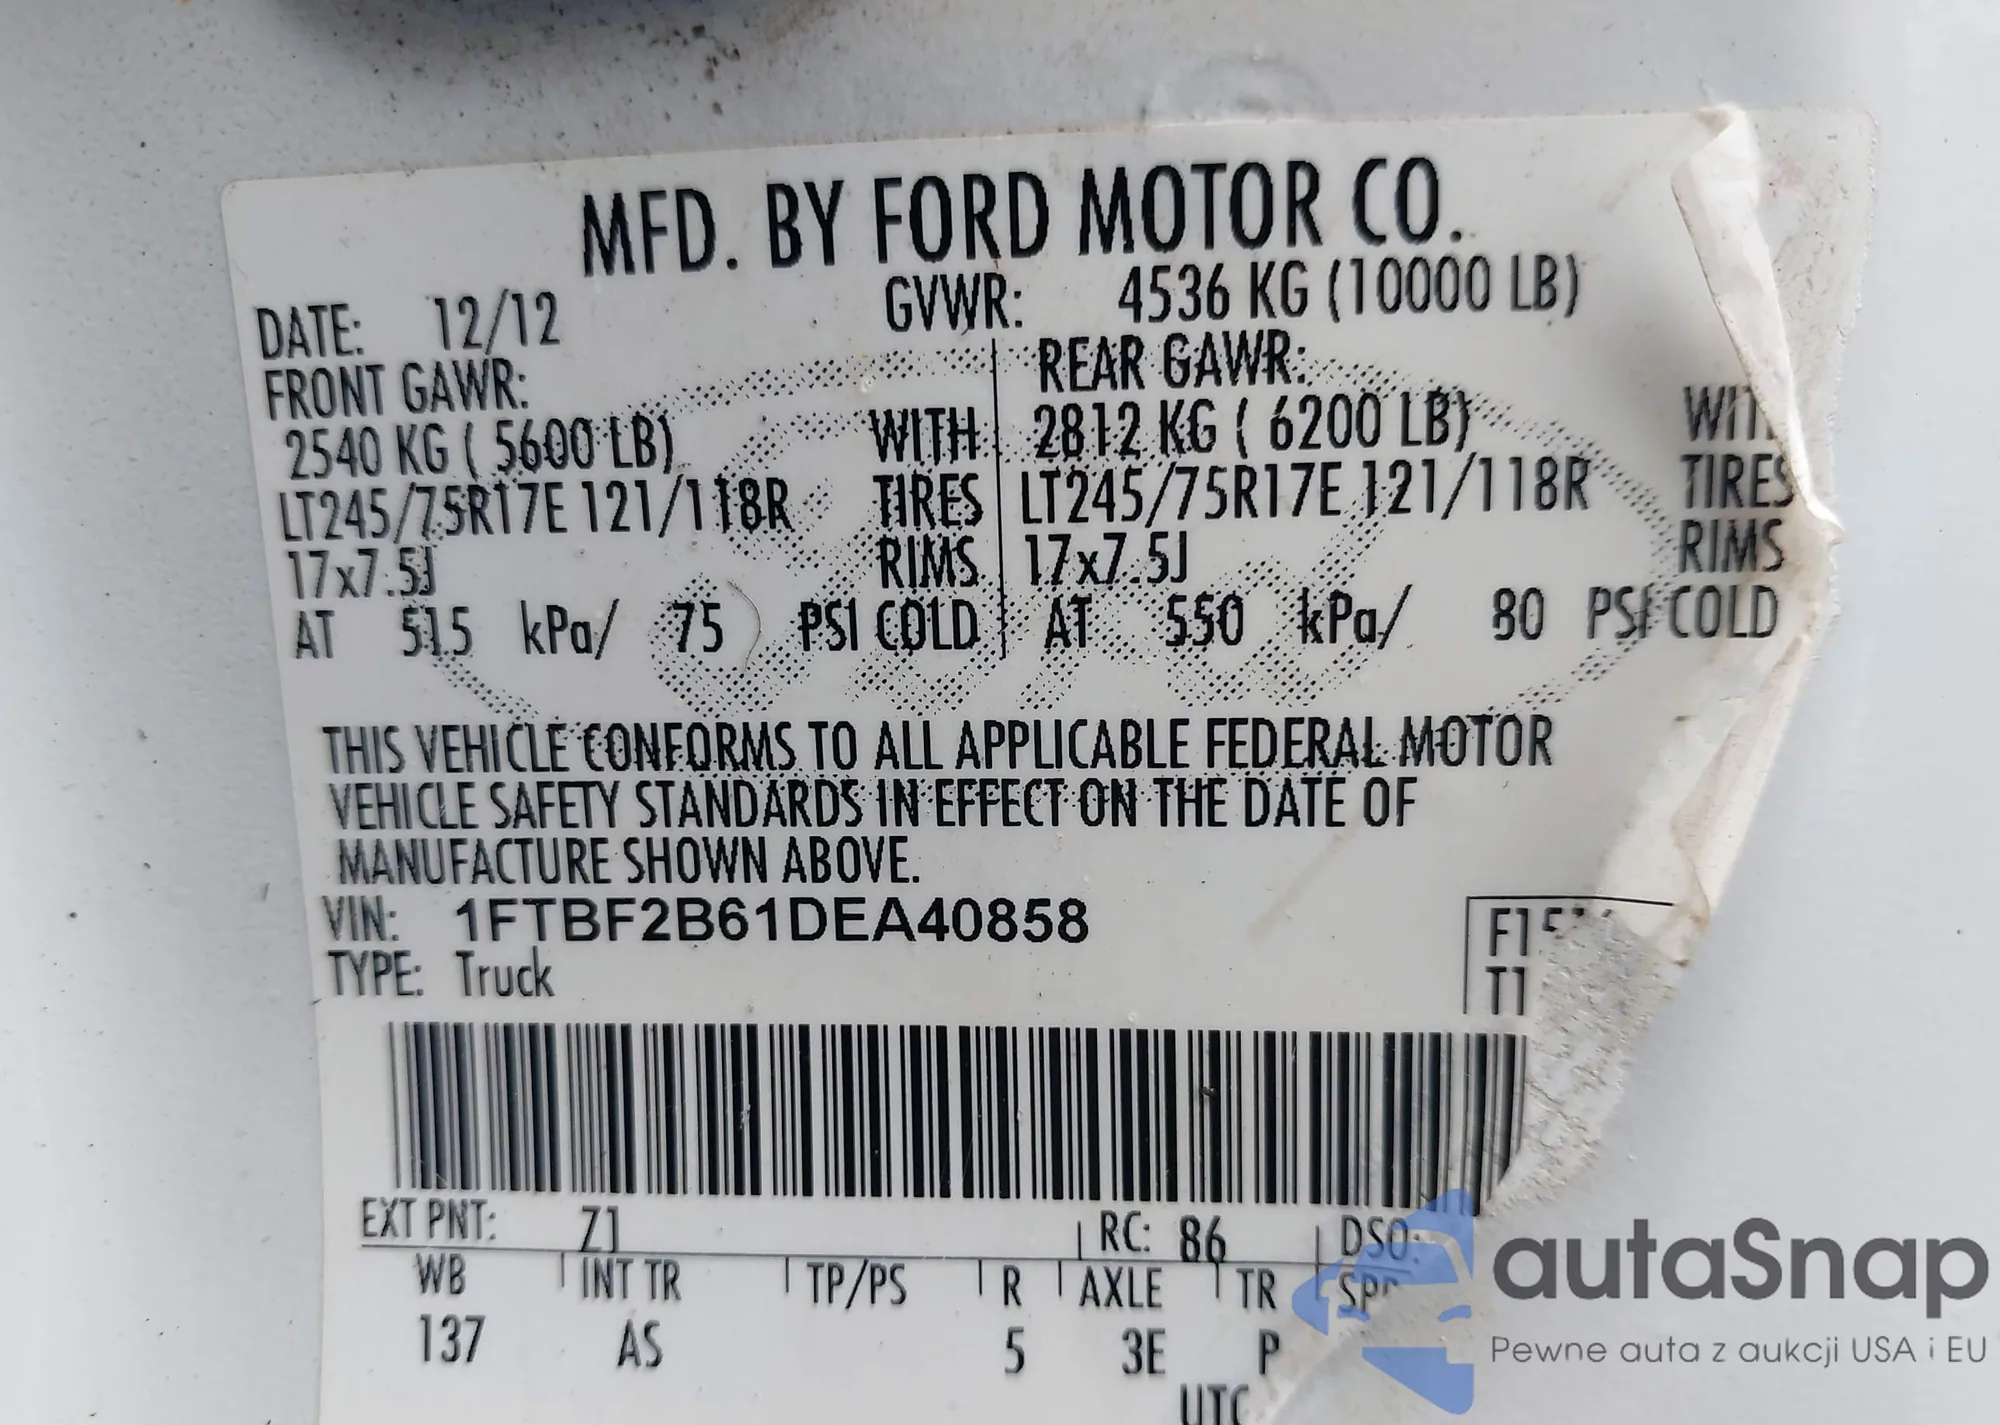 MFD. BY FORD MOTOR CO.
DATE: 12/12 GVWR: 4536 KG (10000 LB)
FRONT GAWR: REAR GAWR:
2540 KG ( 5600 LB) WITH 2812 KG ( 6200 LB)
LT245/75R17E 121/118R TIRES LT245/75R17E 121/118R TIRES
17x7.5J RIMS 17x7.5J RIMS
AT 515 kPa/ 75 PSI COLD AT 550 kPa/ 80 PSI COLD
THIS VEHICLE CONFORMS TO ALL APPLICABLE FEDERAL MOTOR
VEHICLE SAFETY STANDARDS IN EFFECT ON THE DATE OF
MANUFACTURE SHOWN ABOVE.
VIN: 1FTBF2B61DEA40858
TYPE: Truck
EXT PNT: Z1 RC: 86 DSO:
WB INT TR TP/PS R AXLE TR
137 AS 5 3E P
UTC
autaSnap
Pewne auta z aukcji USA i EU